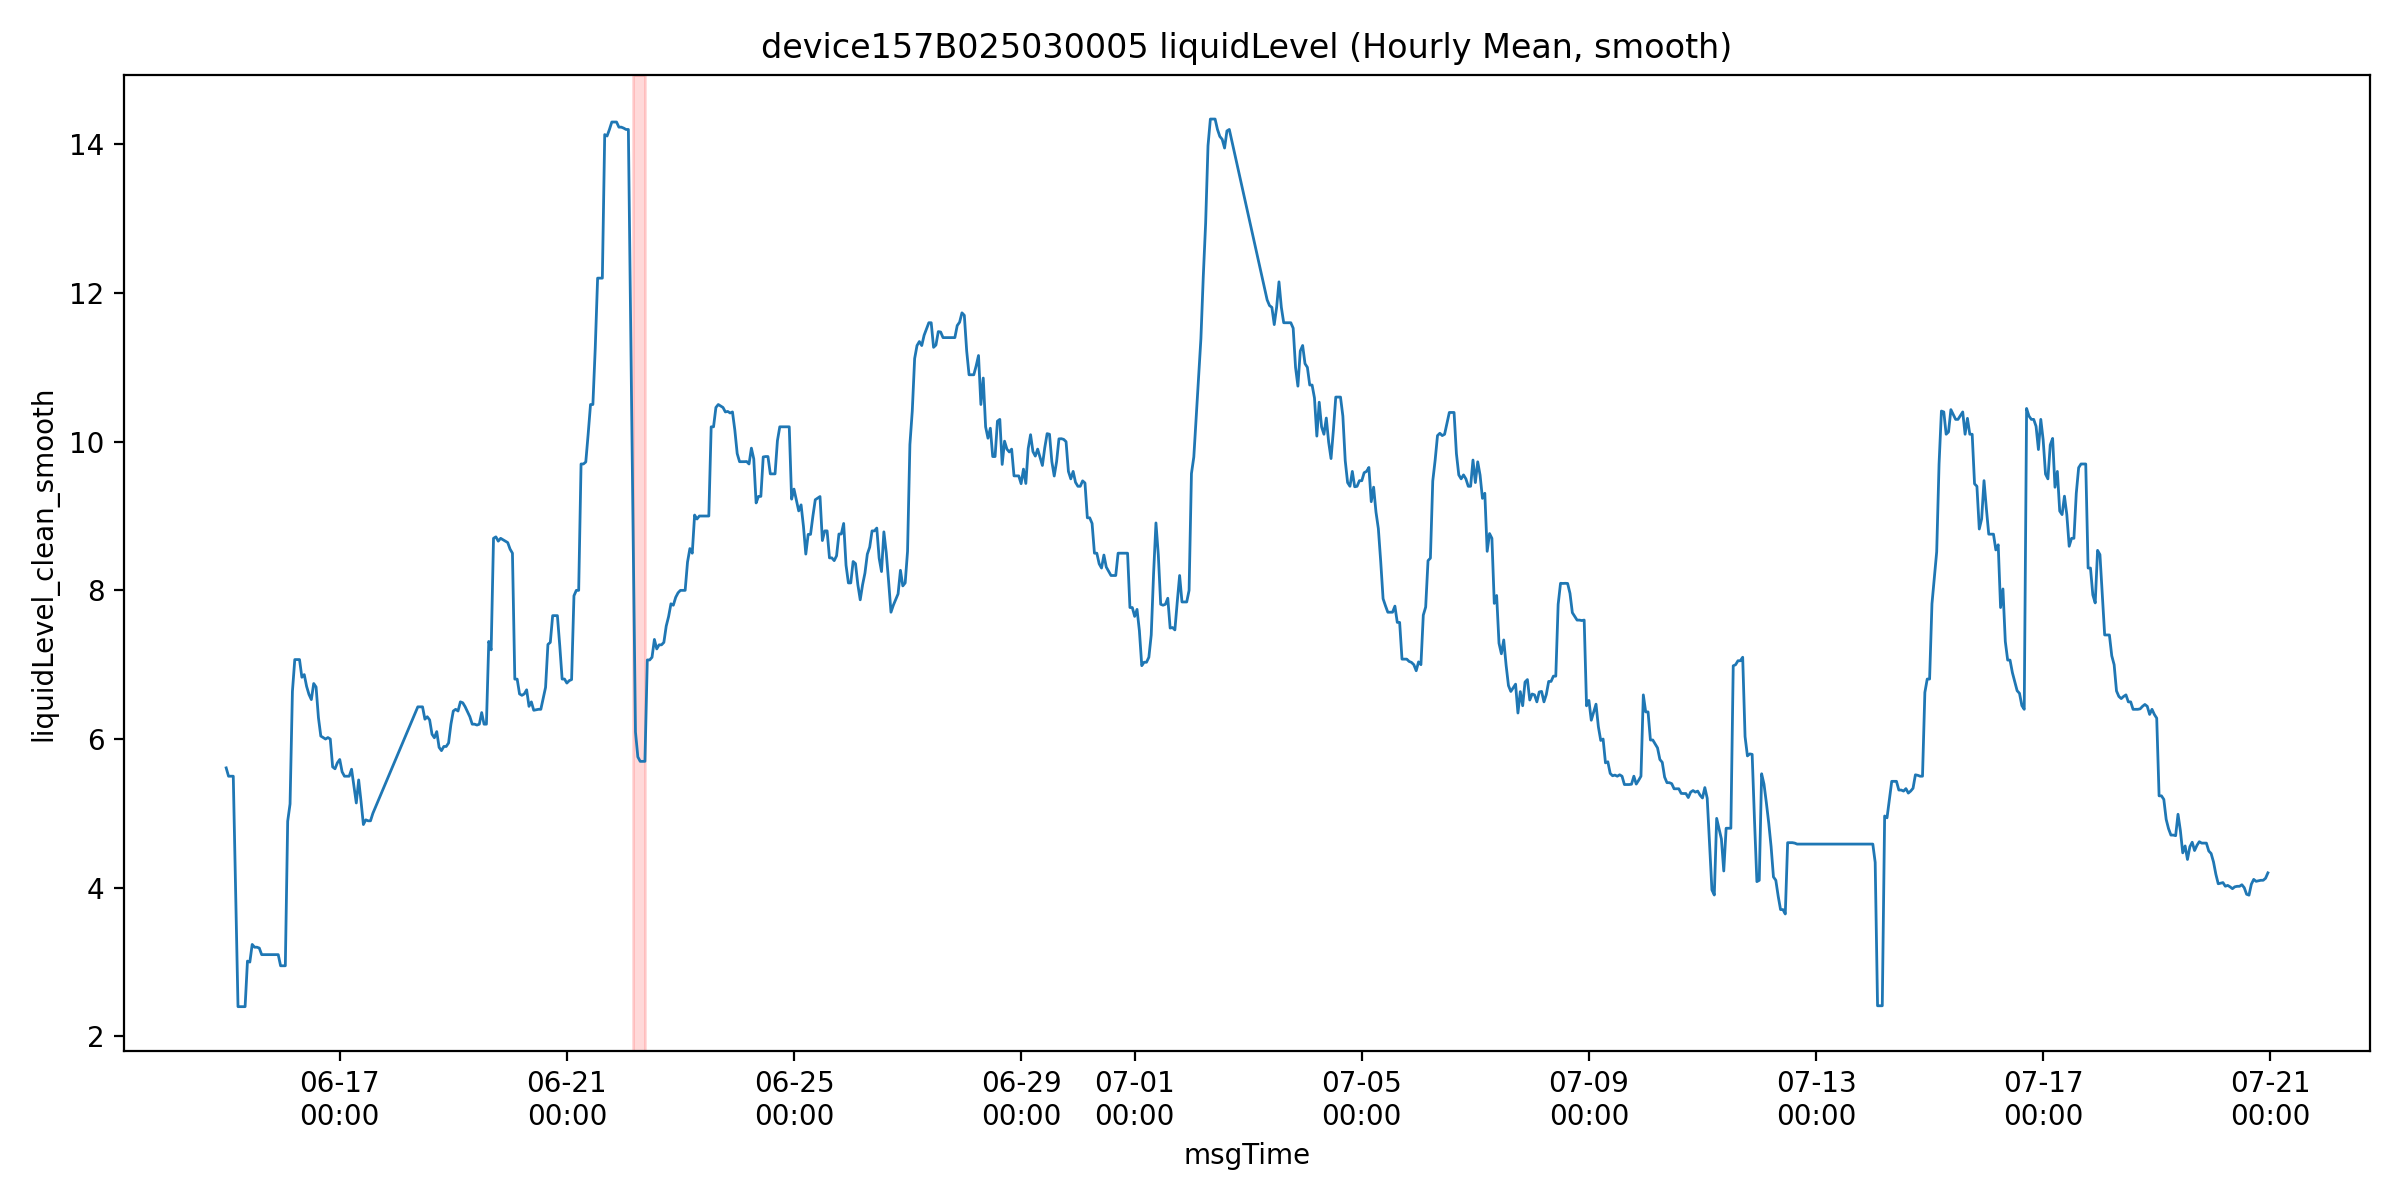 device157B025030005 liquidLevel (Hourly Mean, smooth)
liquidLevel_clean_smooth
14
12
10
8
6
4
2
06-17 06-21 06-25 06-29 07-01 07-05 07-09 07-13 07-17 07-21
00:00 00:00 00:00 00:00 00:00 00:00 00:00 00:00 00:00 00:00
msgTime